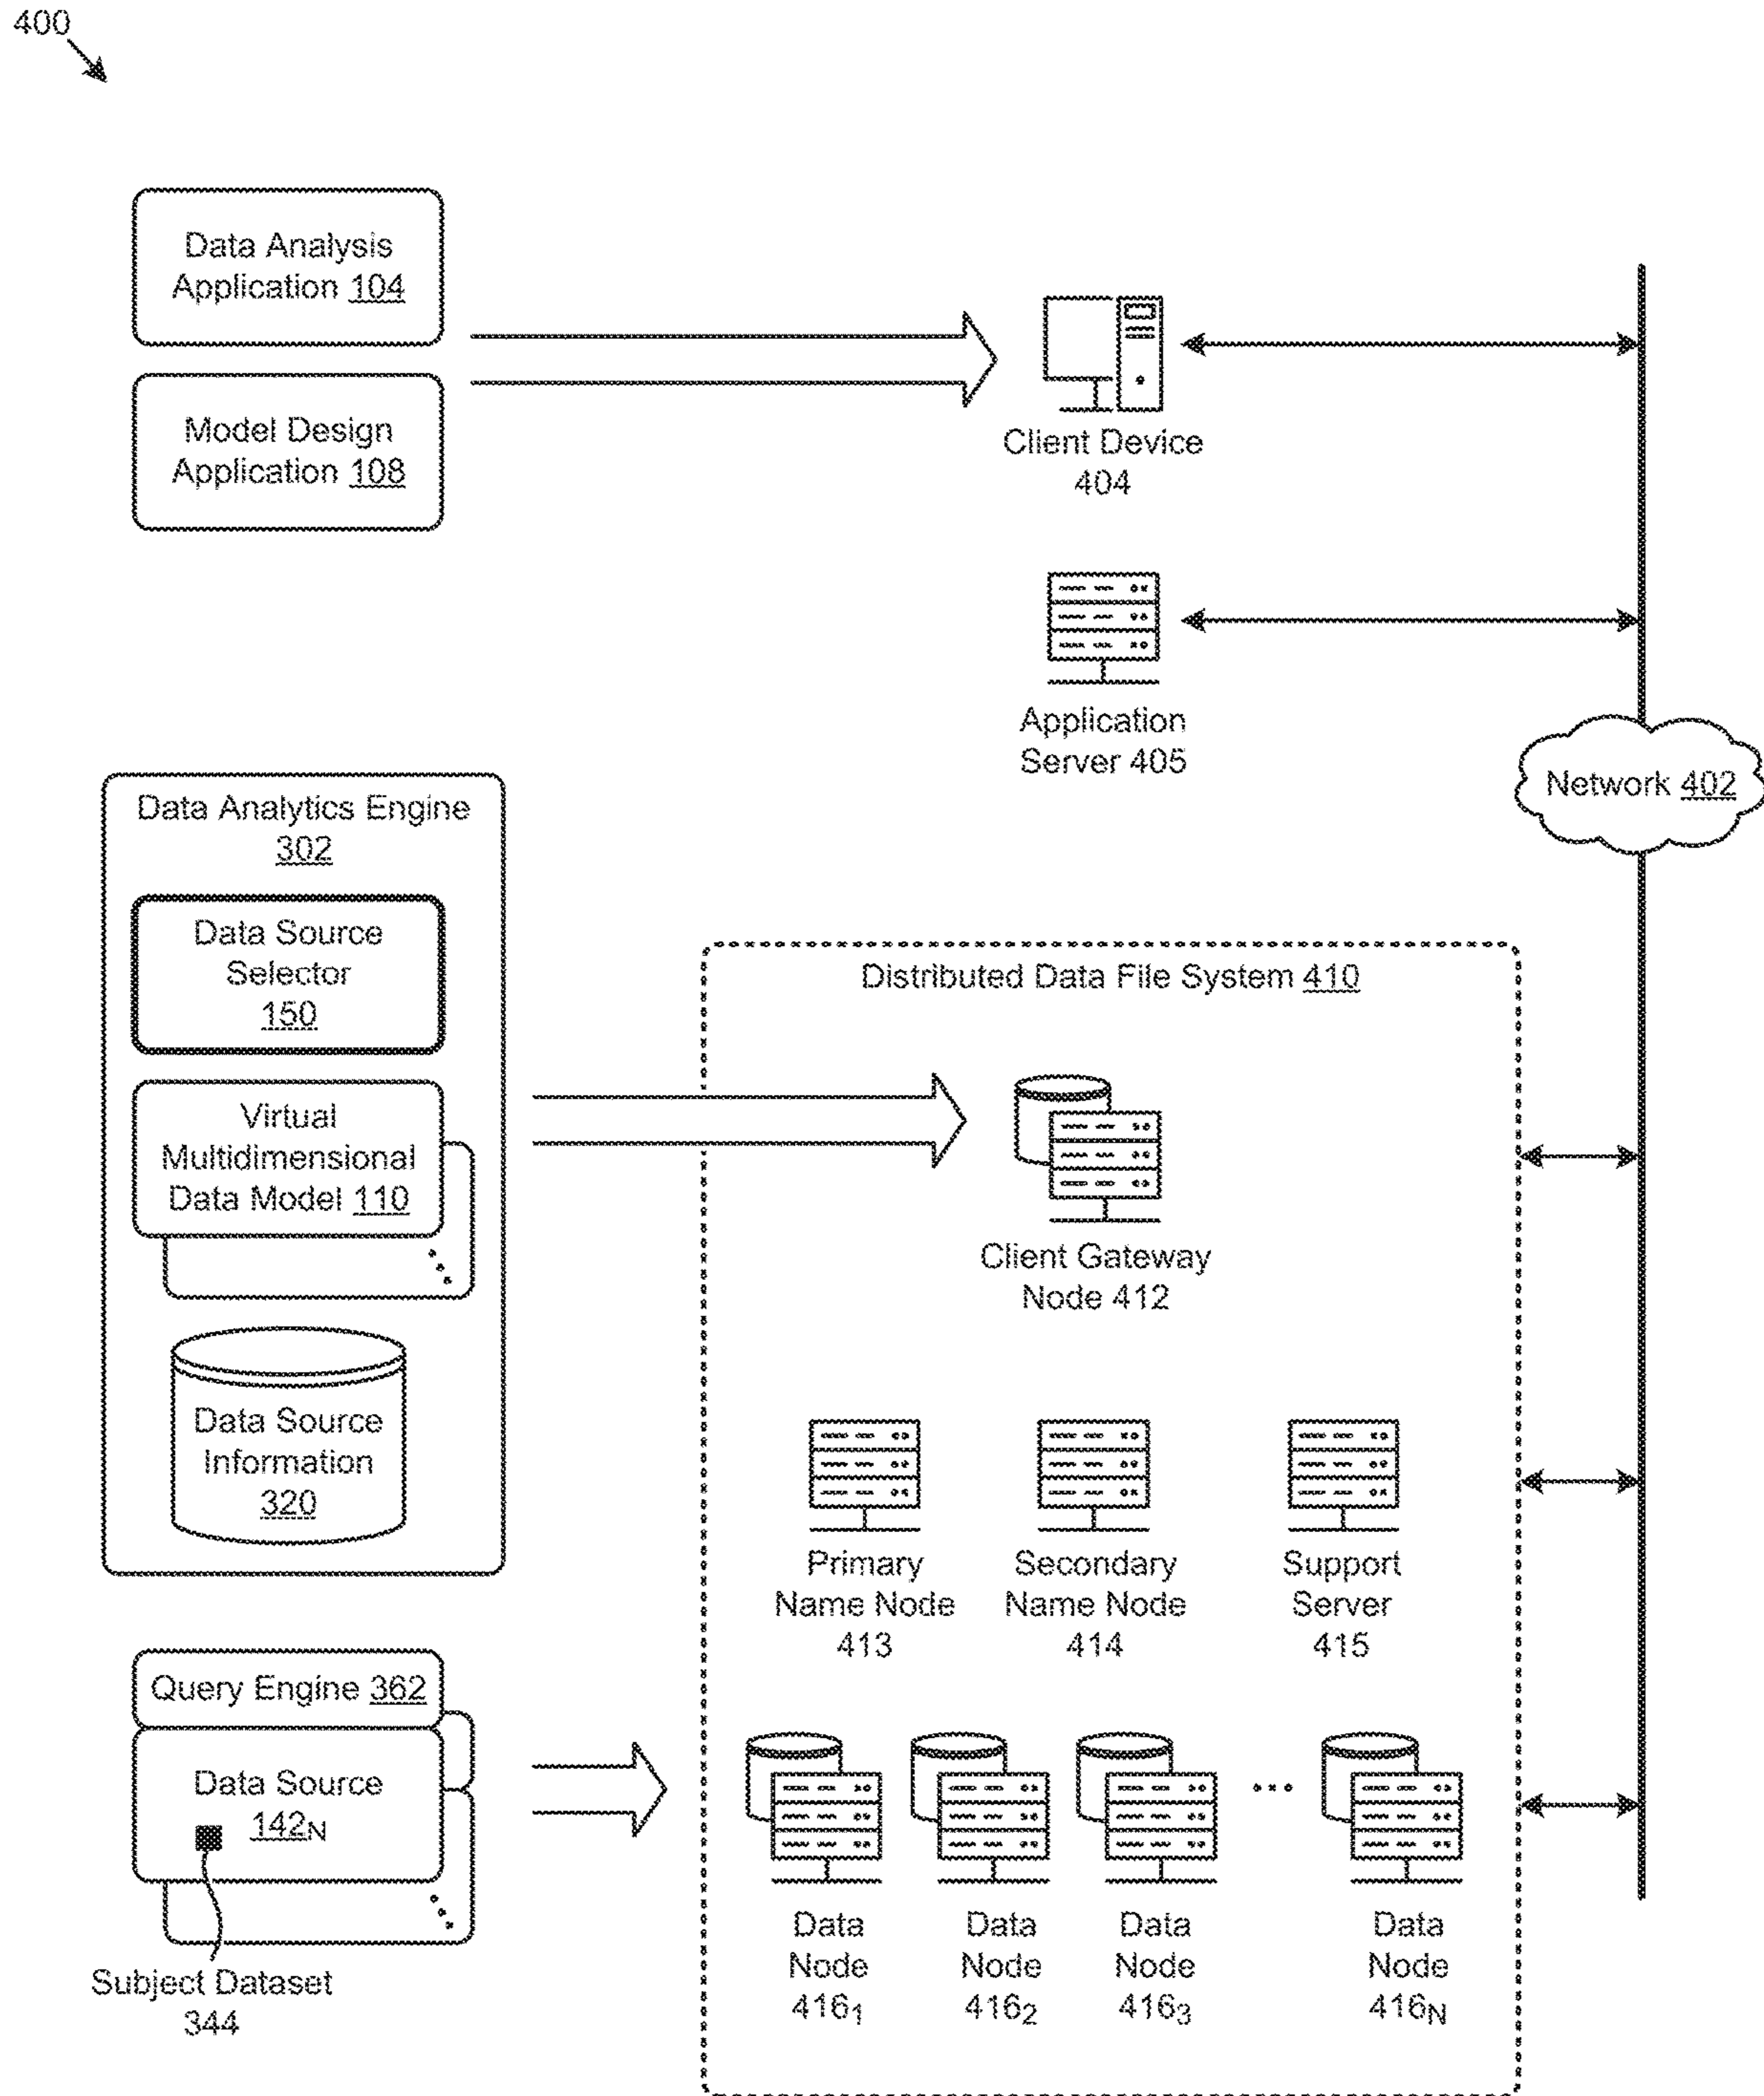 400
Data Analysis
Application 104
Model Design
Application 108
Client Device
404
Application
Server 405
Network 402
Data Analytics Engine
302
Data Source
Selector
150
Virtual
Multidimensional
Data Model 110
Data Source
Information
320
Distributed Data File System 410
Client Gateway
Node 412
Primary
Name Node
413
Secondary
Name Node
414
Support
Server
415
Query Engine 362
Data Source
142N
Subject Dataset
344
Data
Node
4161
Data
Node
4162
Data
Node
4163
Data
Node
416N